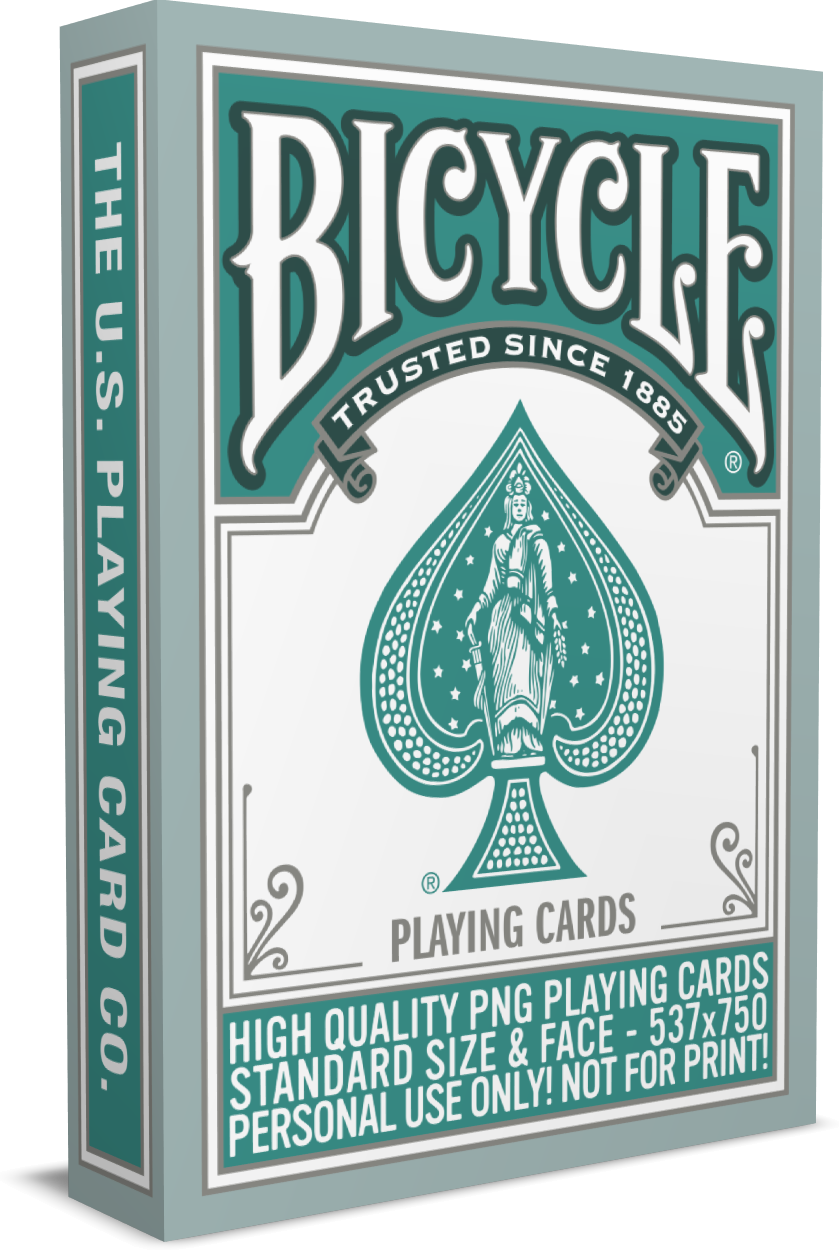 THE U.S. PLAYING CARD CO.
BICYCLE
®
TRUSTED SINCE 1885
®
PLAYING CARDS
HIGH QUALITY PNG PLAYING CARDS
STANDARD SIZE & FACE - 537x750
PERSONAL USE ONLY! NOT FOR PRINT!